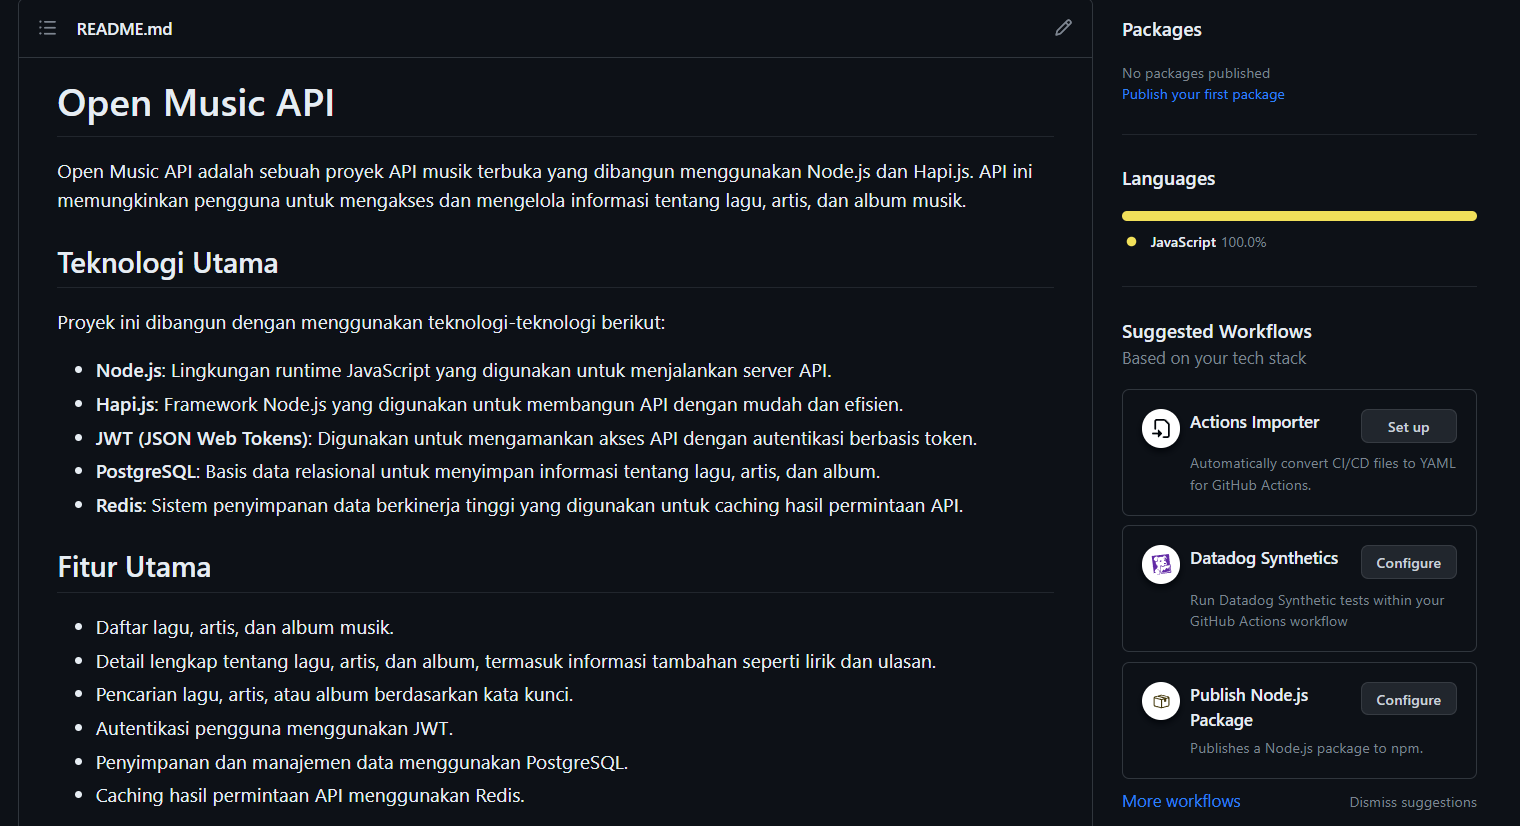 README.md
Open Music API
Open Music API adalah sebuah proyek API musik terbuka yang dibangun menggunakan Node.js dan Hapi.js. API ini
memungkinkan pengguna untuk mengakses dan mengelola informasi tentang lagu, artis, dan album musik.
Teknologi Utama
Proyek ini dibangun dengan menggunakan teknologi-teknologi berikut:
Node.js: Lingkungan runtime JavaScript yang digunakan untuk menjalankan server API.
Hapi.js: Framework Node.js yang digunakan untuk membangun API dengan mudah dan efisien.
JWT (JSON Web Tokens): Digunakan untuk mengamankan akses API dengan autentikasi berbasis token.
PostgreSQL: Basis data relasional untuk menyimpan informasi tentang lagu, artis, dan album.
Redis: Sistem penyimpanan data berkinerja tinggi yang digunakan untuk caching hasil permintaan API.
Fitur Utama
Daftar lagu, artis, dan album musik.
Detail lengkap tentang lagu, artis, dan album, termasuk informasi tambahan seperti lirik dan ulasan.
Pencarian lagu, artis, atau album berdasarkan kata kunci.
Autentikasi pengguna menggunakan JWT.
Penyimpanan dan manajemen data menggunakan PostgreSQL.
Caching hasil permintaan API menggunakan Redis.
Packages
No packages published
Publish your first package
Languages
JavaScript 100.0%
Suggested Workflows
Based on your tech stack
Actions Importer
Set up
Automatically convert CI/CD files to YAML
for GitHub Actions.
Datadog Synthetics
Configure
Run Datadog Synthetic tests within your
GitHub Actions workflow
Publish Node.js
Package
Configure
Publishes a Node.js package to npm.
More workflows
Dismiss suggestions